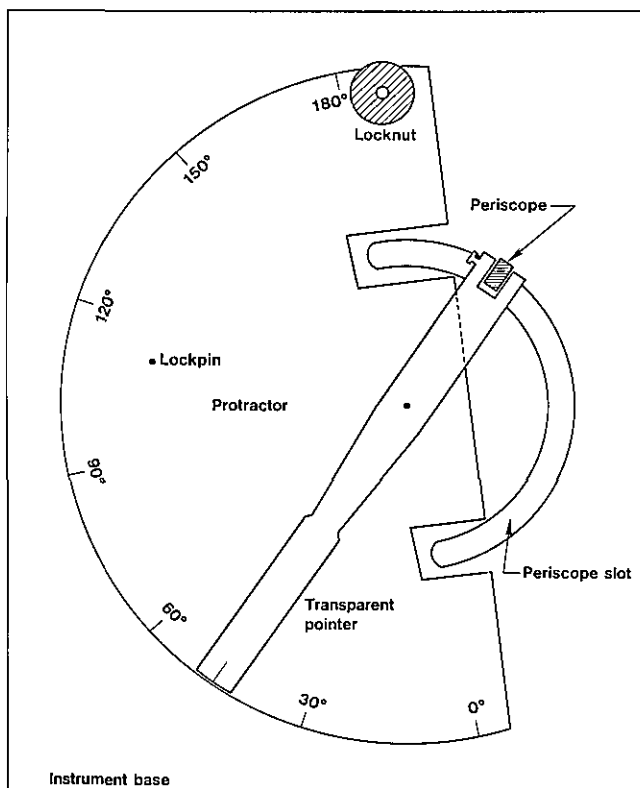 180°
Locknut
150°
Periscope
120°
Lockpin
Protractor
90°
Periscope slot
60°
Transparent
pointer
30°
0°
Instrument base